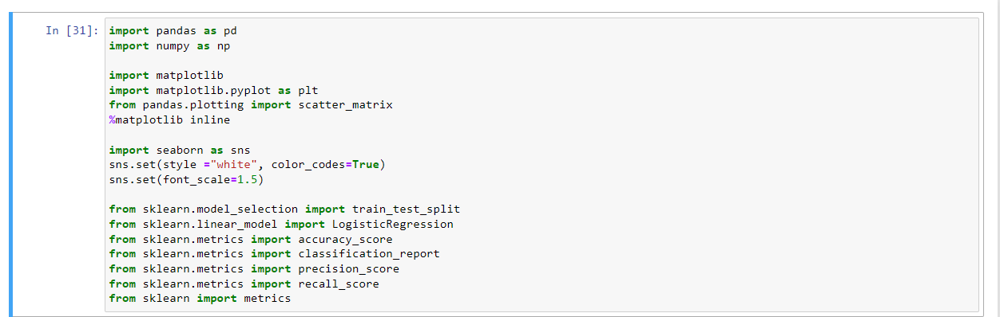 In [31]: import pandas as pd
import numpy as np
import matplotlib
import matplotlib.pyplot as plt
from pandas.plotting import scatter_matrix
%matplotlib inline
import seaborn as sns
sns.set(style ="white", color_codes=True)
sns.set(font_scale=1.5)
from sklearn.model_selection import train_test_split
from sklearn.linear_model import LogisticRegression
from sklearn.metrics import accuracy_score
from sklearn.metrics import classification_report
from sklearn.metrics import precision_score
from sklearn.metrics import recall_score
from sklearn import metrics